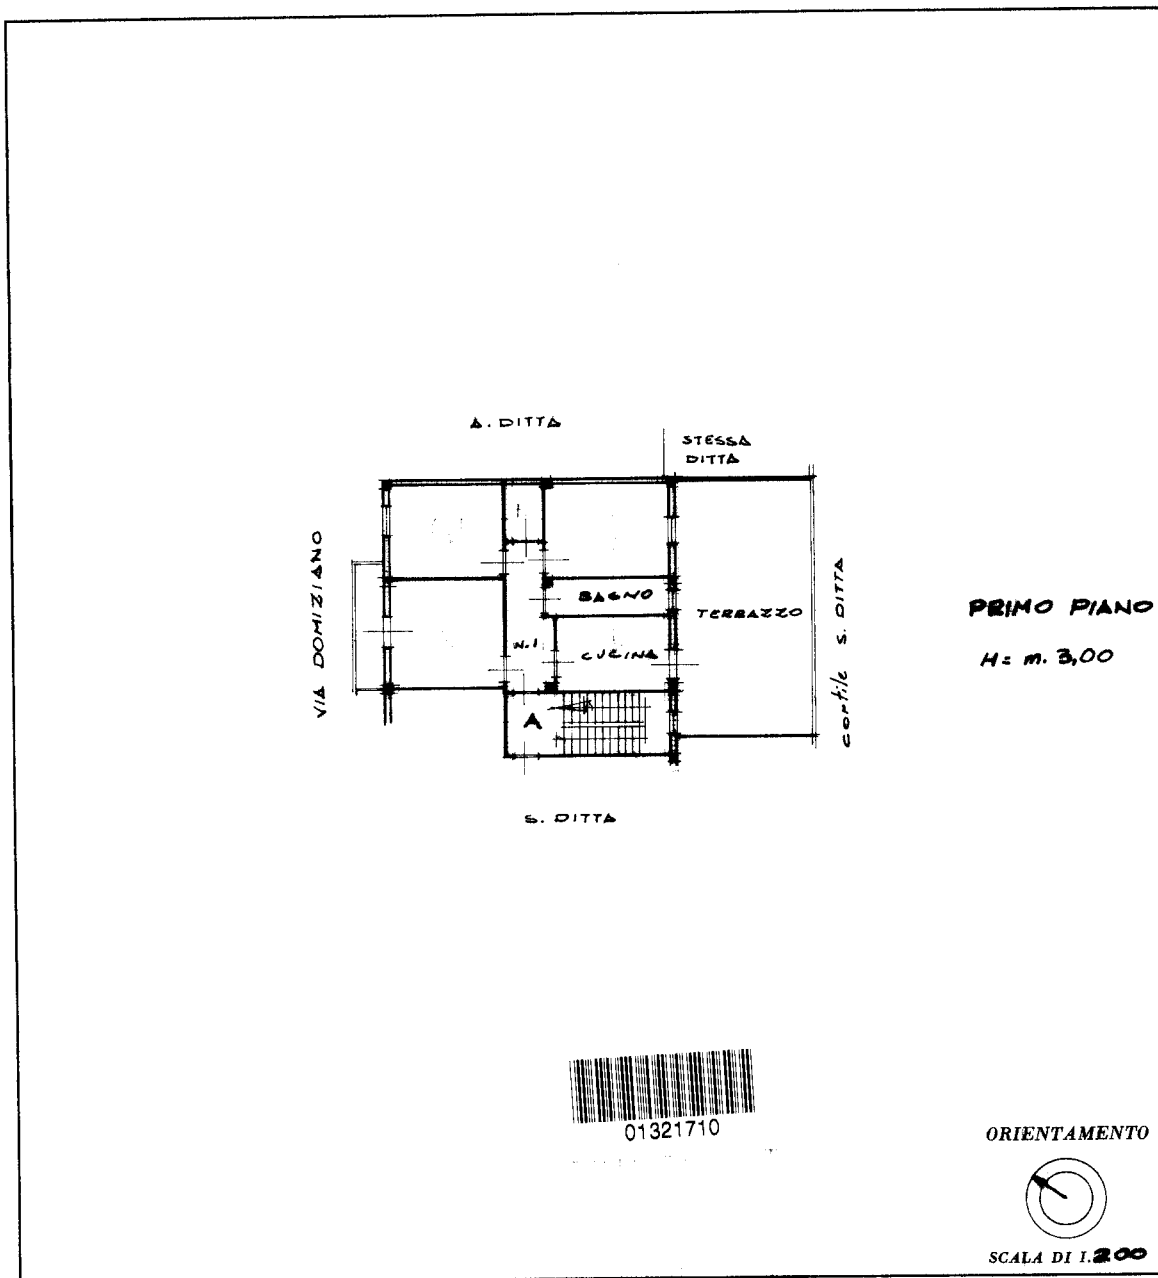 A. DITTA
STESSA
DITTA
VIA DOMIZIANO
BAGNO
TERRAZZO
N.1
CUCINA
A
cortile S. DITTA
PRIMO PIANO
H = m. 3,00
S. DITTA
01321710
ORIENTAMENTO
SCALA DI 1.200